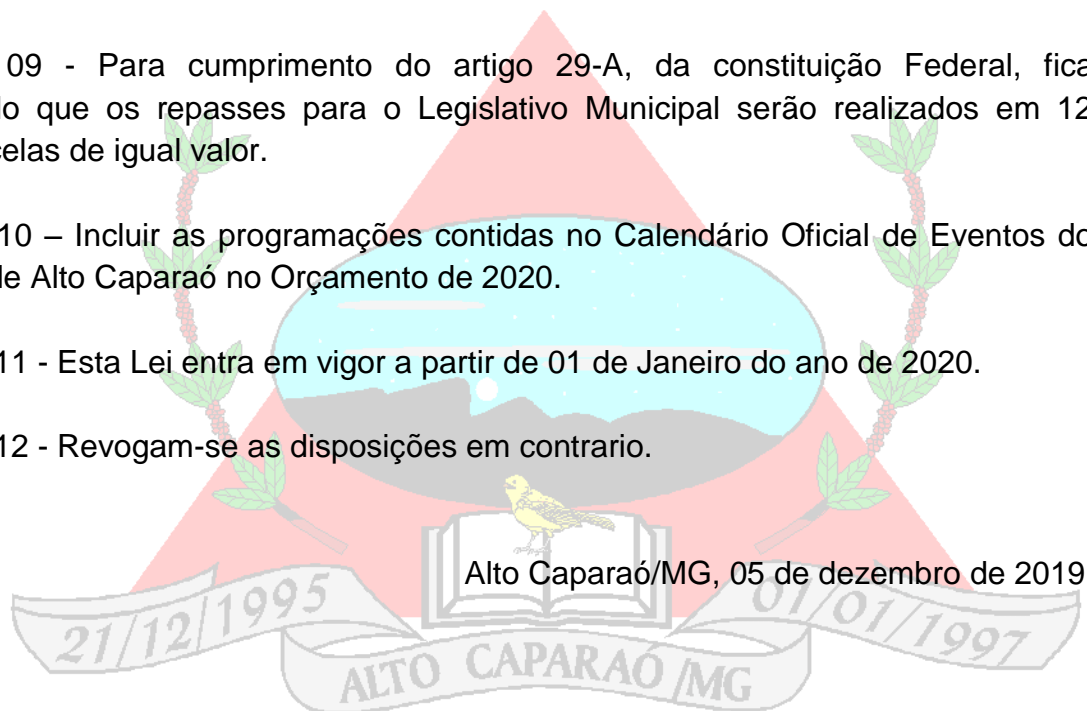 09 - Para cumprimento do artigo 29-A, da constituição Federal, fica
que os repasses para o Legislativo Municipal serão realizados em 12
celas de igual valor.
10 – Incluir as programações contidas no Calendário Oficial de Eventos do
de Alto Caparaó no Orçamento de 2020.
11 - Esta Lei entra em vigor a partir de 01 de Janeiro do ano de 2020.
12 - Revogam-se as disposições em contrario.
Alto Caparaó/MG, 05 de dezembro de 2019
21/12/1995
ALTO CAPARAÓ/MG
01/01/1997